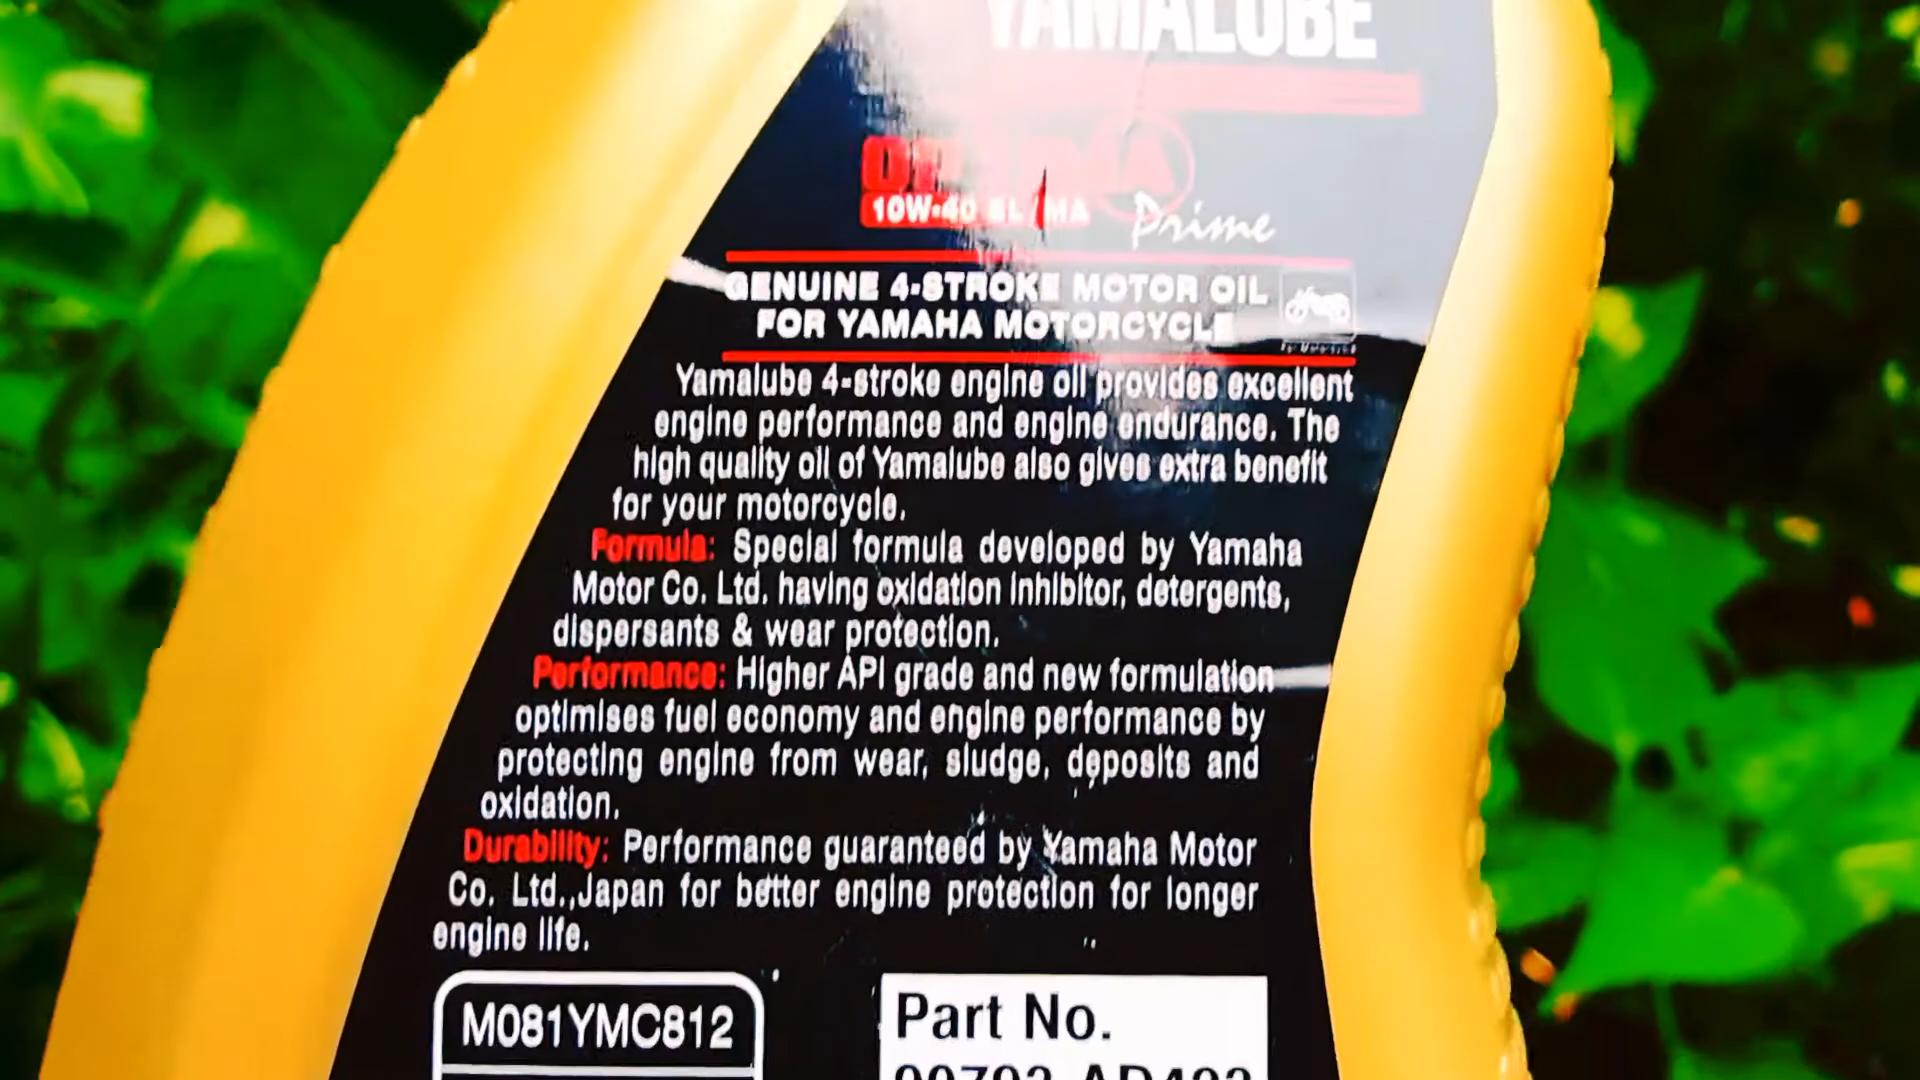 YAMALUBE
10W-40 SL MA
Prime
GENUINE 4-STROKE MOTOR OIL
FOR YAMAHA MOTORCYCLE
Yamalube 4-stroke engine oil provides excellent
engine performance and engine endurance. The
high quality oil of Yamalube also gives extra benefit
for your motorcycle.
Formula: Special formula developed by Yamaha
Motor Co. Ltd. having oxidation inhibitor, detergents,
dispersants & wear protection.
Performance: Higher API grade and new formulation
optimises fuel economy and engine performance by
protecting engine from wear, sludge, deposits and
oxidation.
Durability: Performance guaranteed by Yamaha Motor
Co. Ltd.,Japan for better engine protection for longer
engine life.
M081YMC812
Part No.